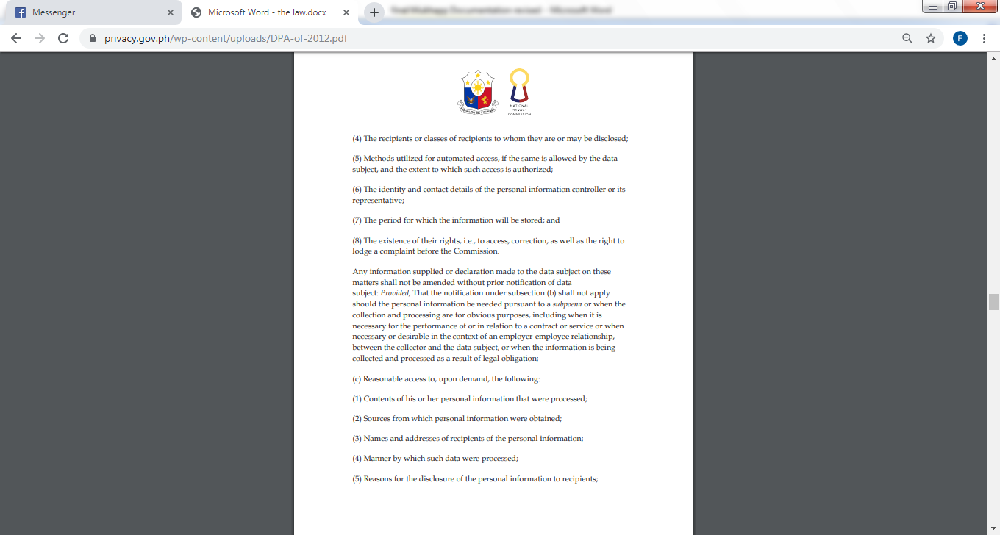 Messenger
Microsoft Word - the law.docx
privacy.gov.ph/wp-content/uploads/DPA-of-2012.pdf
F
NATIONAL
PRIVACY
COMMISSION
(4) The recipients or classes of recipients to whom they are or may be disclosed;
(5) Methods utilized for automated access, if the same is allowed by the data
subject, and the extent to which such access is authorized;
(6) The identity and contact details of the personal information controller or its
representative;
(7) The period for which the information will be stored; and
(8) The existence of their rights, i.e., to access, correction, as well as the right to
lodge a complaint before the Commission.
Any information supplied or declaration made to the data subject on these
matters shall not be amended without prior notification of data
subject: Provided, That the notification under subsection (b) shall not apply
should the personal information be needed pursuant to a subpoena or when the
collection and processing are for obvious purposes, including when it is
necessary for the performance of or in relation to a contract or service or when
necessary or desirable in the context of an employer-employee relationship,
between the collector and the data subject, or when the information is being
collected and processed as a result of legal obligation;
(c) Reasonable access to, upon demand, the following:
(1) Contents of his or her personal information that were processed;
(2) Sources from which personal information were obtained;
(3) Names and addresses of recipients of the personal information;
(4) Manner by which such data were processed;
(5) Reasons for the disclosure of the personal information to recipients;